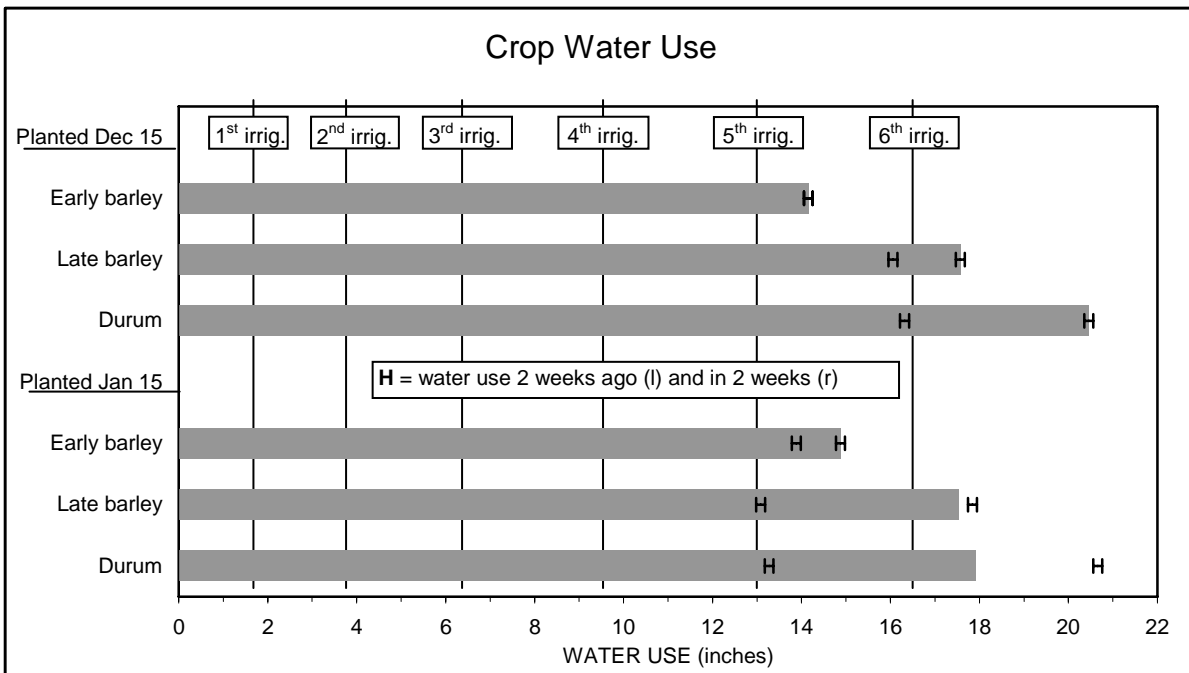 Crop Water Use
Planted Dec 15
1st irrig. 2nd irrig. 3rd irrig. 4th irrig. 5th irrig. 6th irrig.
Early barley
Late barley
Durum
Planted Jan 15
H = water use 2 weeks ago (l) and in 2 weeks (r)
Early barley
Late barley
Durum
0 2 4 6 8 10 12 14 16 18 20 22
WATER USE (inches)